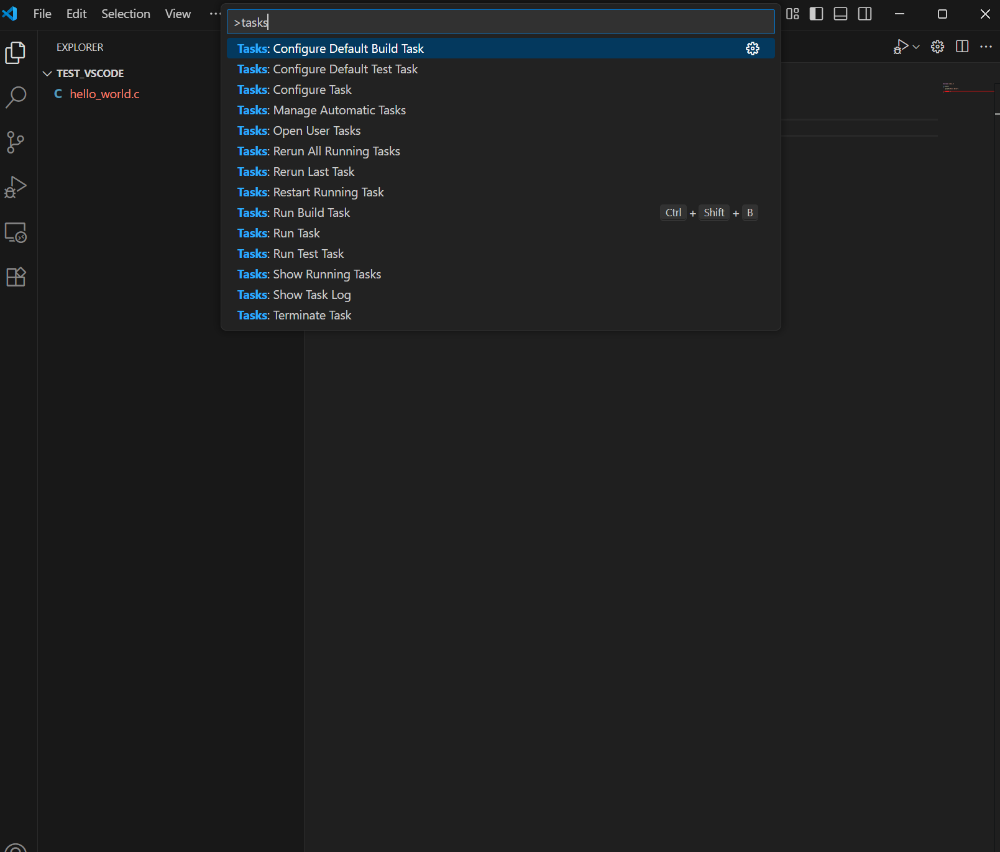 File Edit Selection View ···
>tasks
EXPLORER
TEST_VSCODE
C hello_world.c
Tasks: Configure Default Build Task
Tasks: Configure Default Test Task
Tasks: Configure Task
Tasks: Manage Automatic Tasks
Tasks: Open User Tasks
Tasks: Rerun All Running Tasks
Tasks: Rerun Last Task
Tasks: Restart Running Task
Tasks: Run Build Task Ctrl + Shift + B
Tasks: Run Task
Tasks: Run Test Task
Tasks: Show Running Tasks
Tasks: Show Task Log
Tasks: Terminate Task